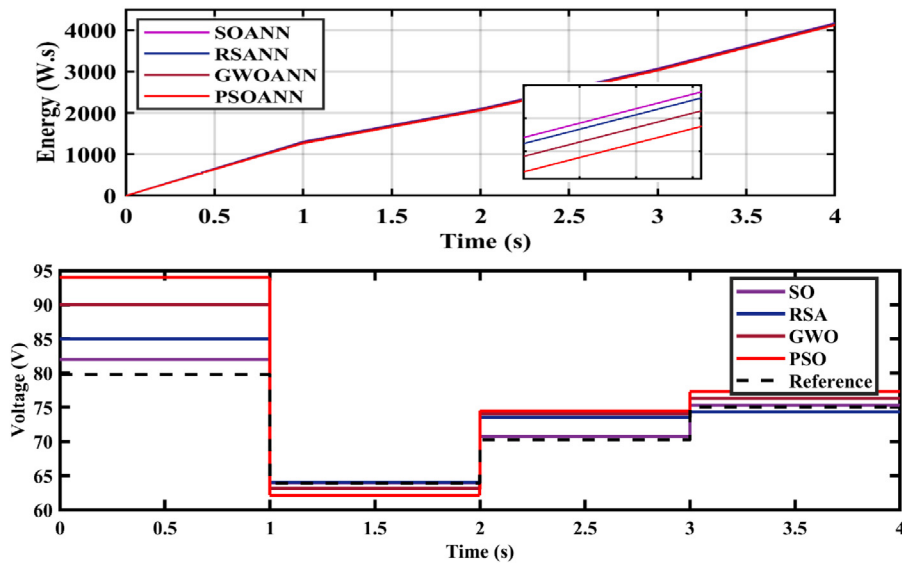 4000
3000
2000
1000
0
Energy (W.s)
SOANN
RSANN
GWOANN
PSOANN
0 0.5 1 1.5 2 2.5 3 3.5 4
Time (s)
95
90
85
80
75
70
65
60
Voltage (V)
SO
RSA
GWO
PSO
Reference
0 0.5 1 1.5 2 2.5 3 3.5 4
Time (s)